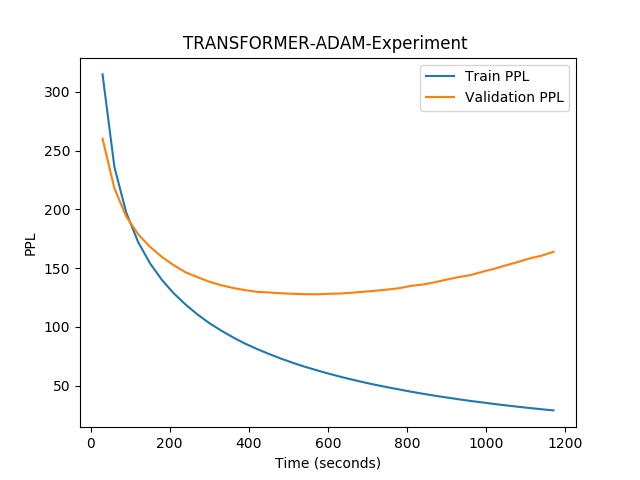 TRANSFORMER-ADAM-Experiment
Train PPL
Validation PPL
300
250
200
150
100
50
PPL
0 200 400 600 800 1000 1200
Time (seconds)